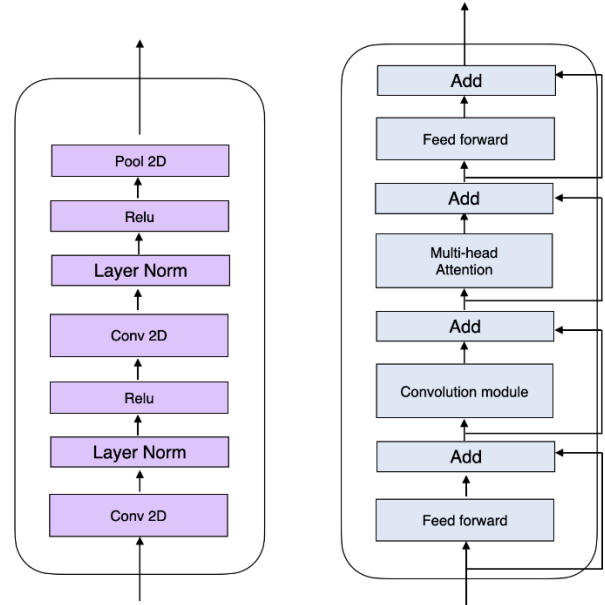 Pool 2D
Relu
Layer Norm
Conv 2D
Relu
Layer Norm
Conv 2D
Add
Feed forward
Add
Multi-head
Attention
Add
Convolution module
Add
Feed forward